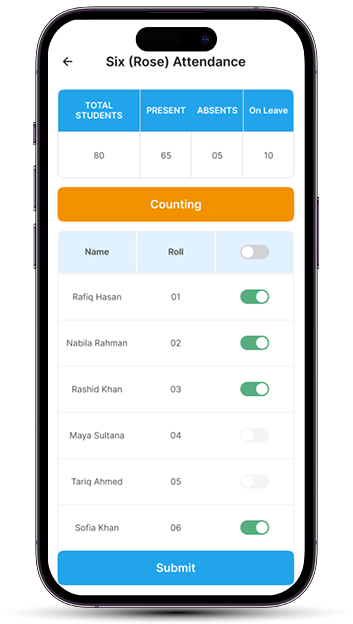 Six (Rose) Attendance
TOTAL STUDENTS PRESENT ABSENTS On Leave
80 65 05 10
Counting
Name Roll
Rafiq Hasan 01
Nabila Rahman 02
Rashid Khan 03
Maya Sultana 04
Tariq Ahmed 05
Sofia Khan 06
Submit